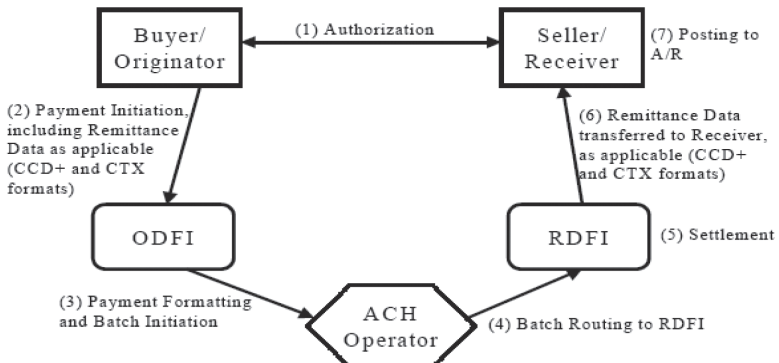 Buyer/
Originator
(1) Authorization
Seller/
Receiver
(7) Posting to
A/R
(2) Payment Initiation,
including Remittance
Data as applicable
(CCD+ and CTX
formats)
(6) Remittance Data
transferred to Receiver,
as applicable (CCD+
and CTX formats)
ODFI
RDFI
(5) Settlement
(3) Payment Formatting
and Batch Initiation
ACH
Operator
(4) Batch Routing to RDFI